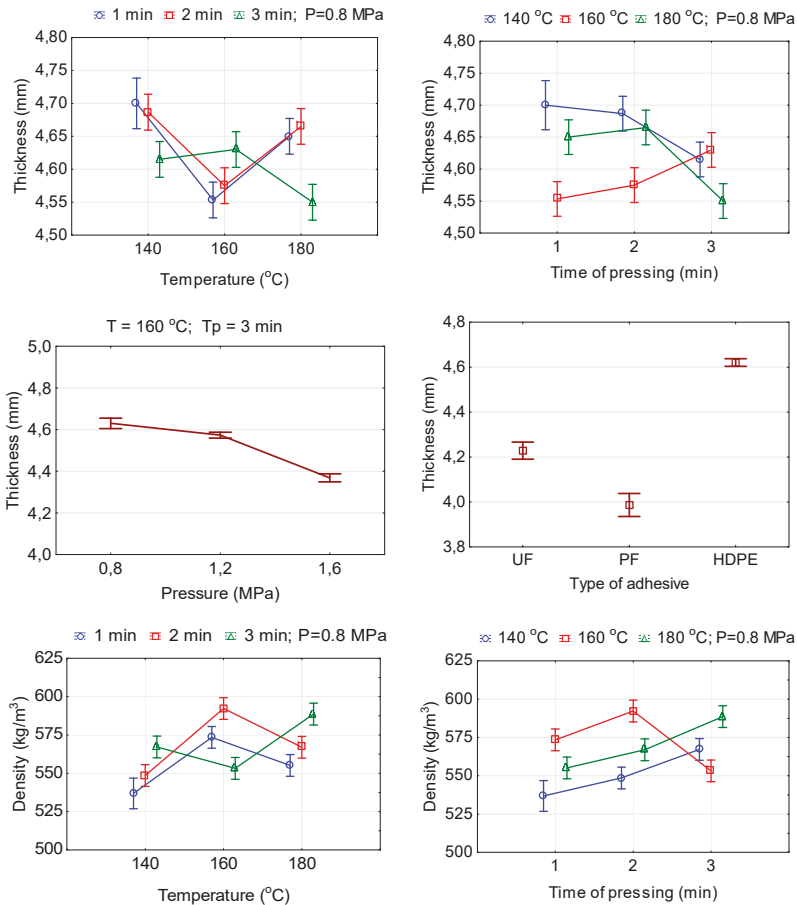 1 min 2 min 3 min; P=0.8 MPa
Thickness (mm)
4,80
4,75
4,70
4,65
4,60
4,55
4,50
140 160 180
Temperature (°C)
140 °C 160 °C 180 °C; P=0.8 MPa
Thickness (mm)
4,80
4,75
4,70
4,65
4,60
4,55
4,50
1 2 3
Time of pressing (min)
T = 160 °C; Tp = 3 min
Thickness (mm)
5,0
4,8
4,6
4,4
4,2
4,0
0,8 1,2 1,6
Pressure (MPa)
Thickness (mm)
4,6
4,4
4,2
4,0
3,8
UF PF HDPE
Type of adhesive
1 min 2 min 3 min; P=0.8 MPa
Density (kg/m³)
625
600
575
550
525
500
140 160 180
Temperature (°C)
140 °C 160 °C 180 °C; P=0.8 MPa
Density (kg/m³)
625
600
575
550
525
500
1 2 3
Time of pressing (min)